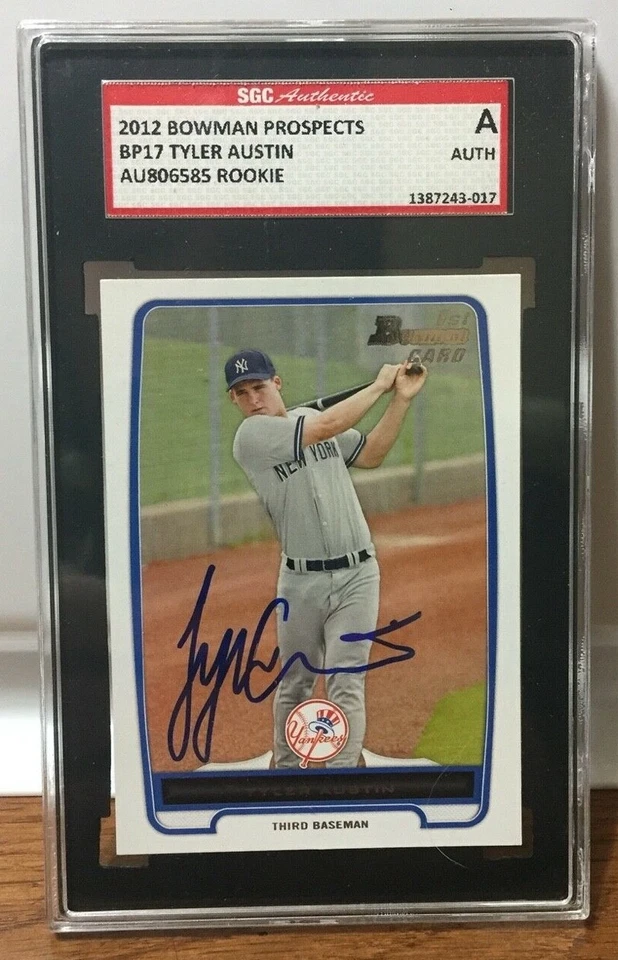 SGC Authentic
2012 BOWMAN PROSPECTS
A
BP17 TYLER AUSTIN
AUTH
AU806585 ROOKIE
1387243-017
1st
Bowman
CARD
NY
NEW YORK
Yankees
TYLER AUSTIN
THIRD BASEMAN